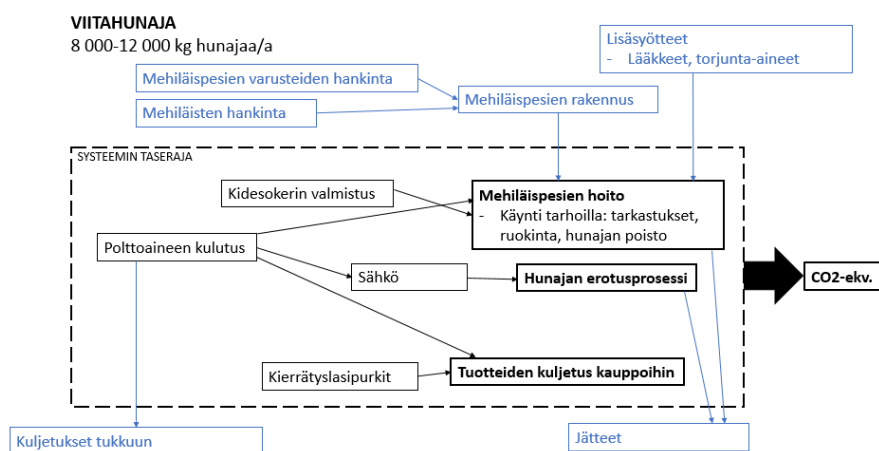 VIITAHUNAJA
8 000-12 000 kg hunajaa/a
Lisäsyötteet
- Lääkkeet, torjunta-aineet
Mehiläispesien varusteiden hankinta
Mehiläispesien rakennus
Mehiläisten hankinta
SYSTEEMIN TASERAJA
Kidesokerin valmistus
Mehiläispesien hoito
- Käynti tarhoilla: tarkastukset,
ruokinta, hunajan poisto
Polttoaineen kulutus
Sähkö
Hunajan erotusprosessi
CO2-ekv.
Kierrätyslasipurkit
Tuotteiden kuljetus kauppoihin
Kuljetukset tukkuun
Jätteet